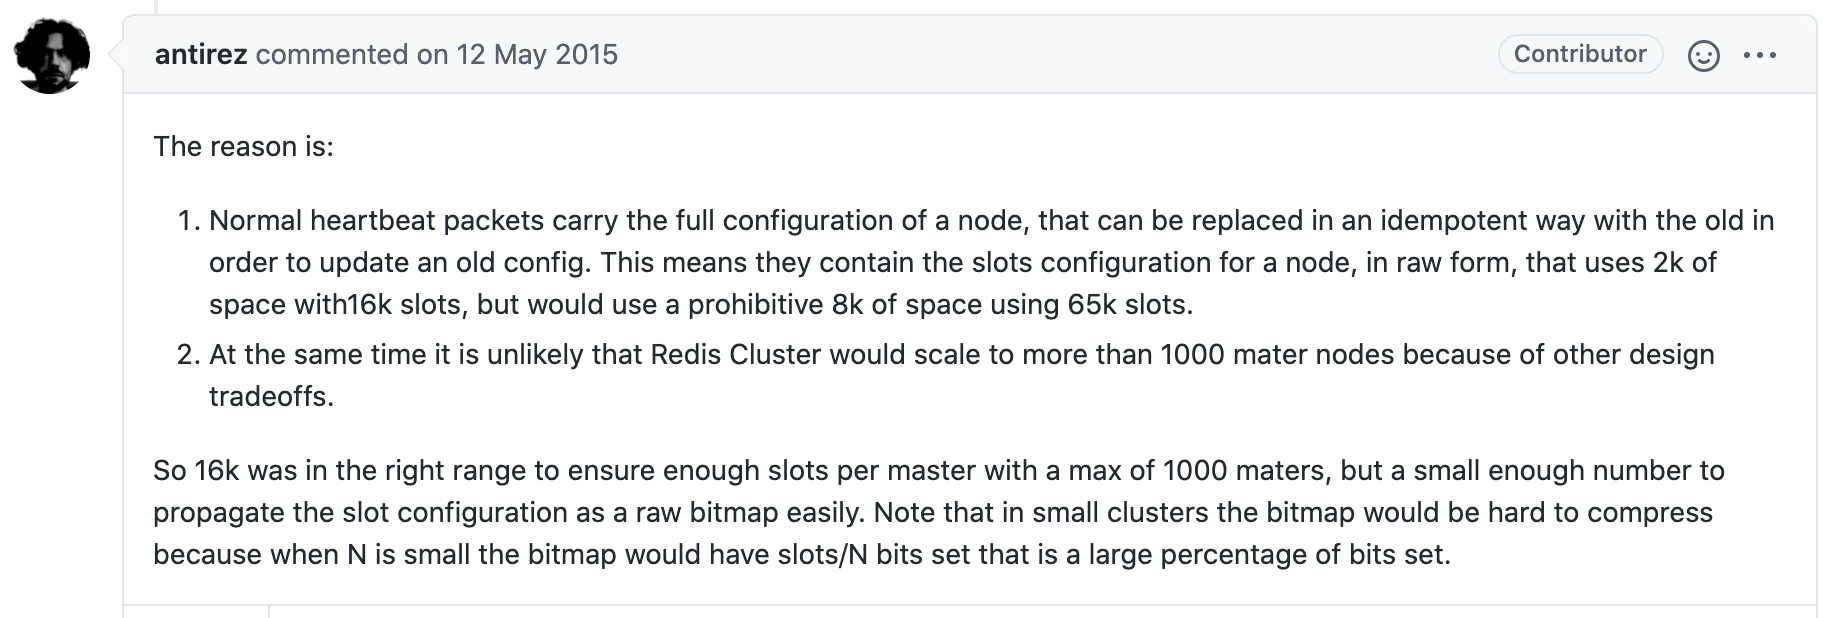 antirez commented on 12 May 2015
Contributor
The reason is:
1. Normal heartbeat packets carry the full configuration of a node, that can be replaced in an idempotent way with the old in
order to update an old config. This means they contain the slots configuration for a node, in raw form, that uses 2k of
space with16k slots, but would use a prohibitive 8k of space using 65k slots.
2. At the same time it is unlikely that Redis Cluster would scale to more than 1000 mater nodes because of other design
tradeoffs.
So 16k was in the right range to ensure enough slots per master with a max of 1000 maters, but a small enough number to
propagate the slot configuration as a raw bitmap easily. Note that in small clusters the bitmap would be hard to compress
because when N is small the bitmap would have slots/N bits set that is a large percentage of bits set.